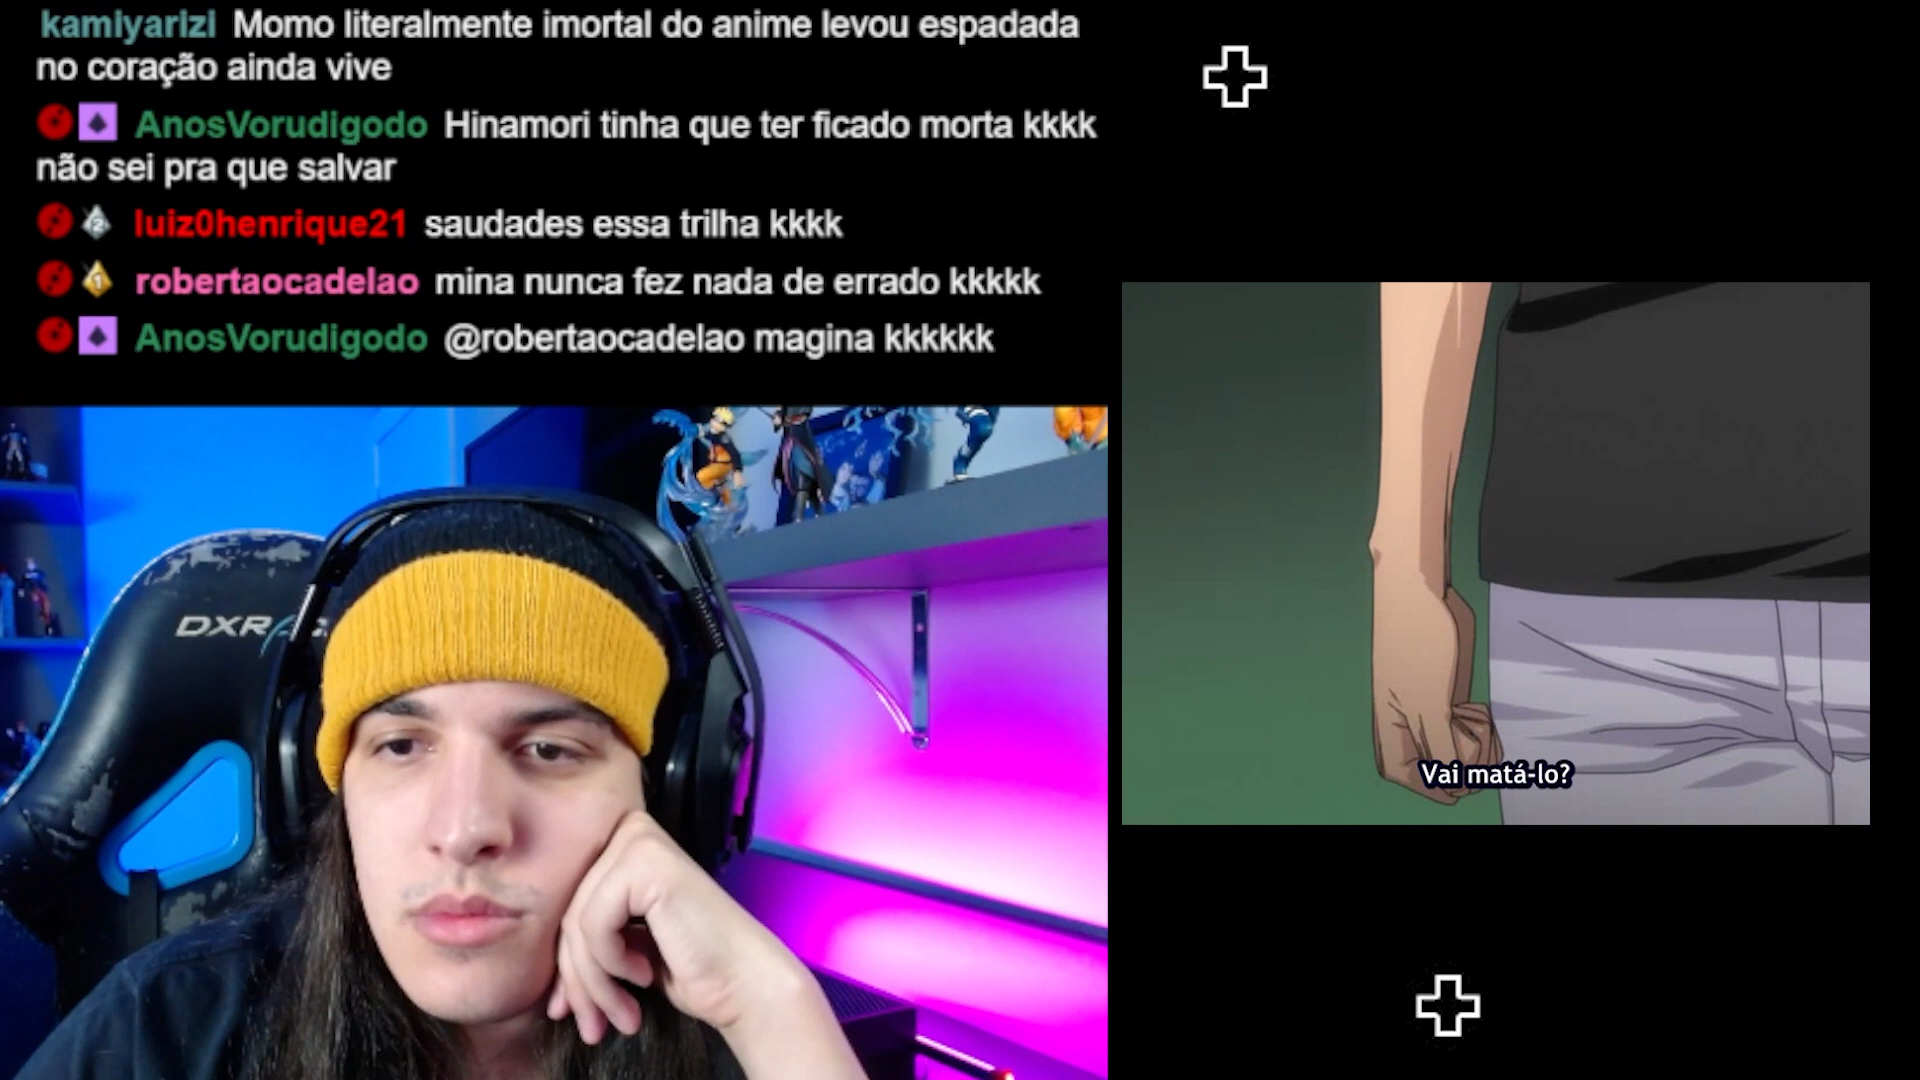 kamiyarizi Momo literalmente imortal do anime levou espadada
no coração ainda vive
AnosVorudigodo Hinamori tinha que ter ficado morta kkkk
não sei pra que salvar
luiz0henrique21 saudades essa trilha kkkk
robertaocadelao mina nunca fez nada de errado kkkkk
AnosVorudigodo @robertaocadelao magina kkkkkk
DXR
Vai matá-lo?